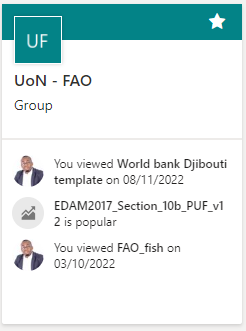 UF
UoN - FAO
Group
You viewed World bank Djibouti
template on 08/11/2022
EDAM2017_Section_10b_PUF_v1
2 is popular
You viewed FAO_fish on
03/10/2022